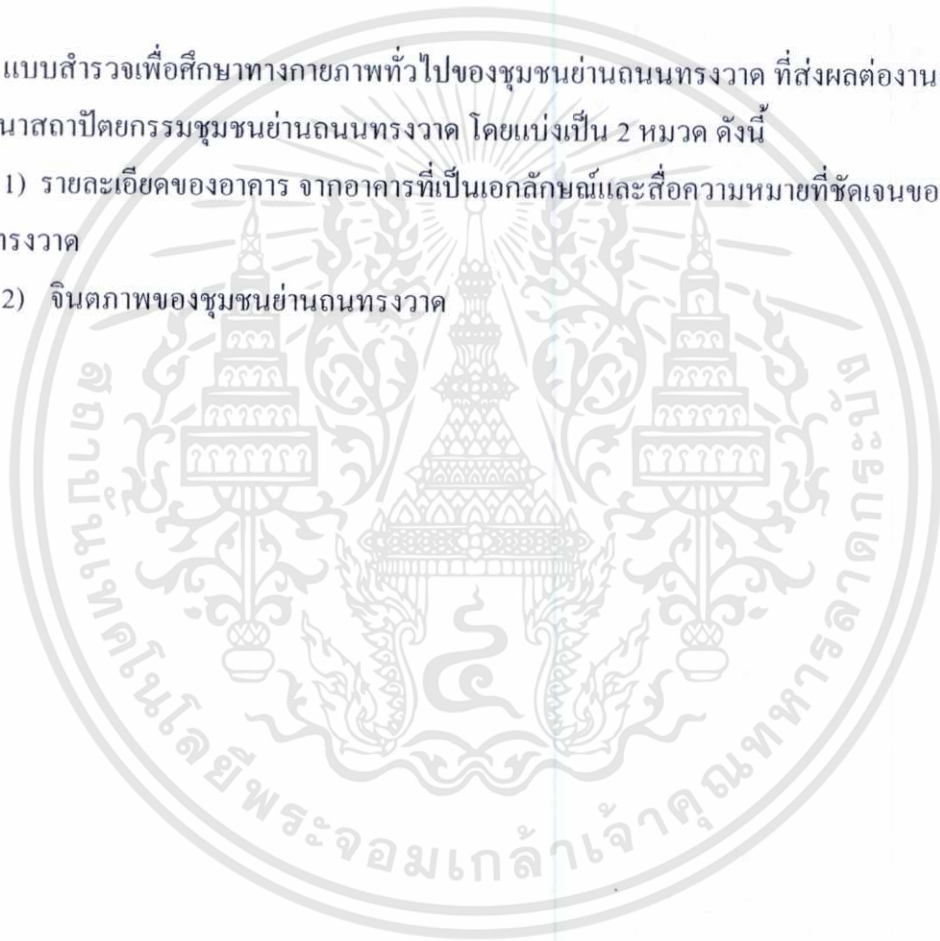 แบบสำรวจเพื่อศึกษาทางกายภาพทั่วไปของชุมชนย่านถนนทรงวาด ที่ส่งผลต่องาน
นาสถาปัตยกรรมชุมชนย่านถนนทรงวาด โดยแบ่งเป็น 2 หมวด ดังนี้
1) รายละเอียดของอาคาร จากอาคารที่เป็นเอกลักษณ์และสื่อความหมายที่ชัดเจนขอ
ทรงวาด
2) จินตภาพของชุมชนย่านถนทรงวาด
สถาบันเทคโนโลยีพระจอมเกล้าเจ้าคุณทหารลาดกระบัง